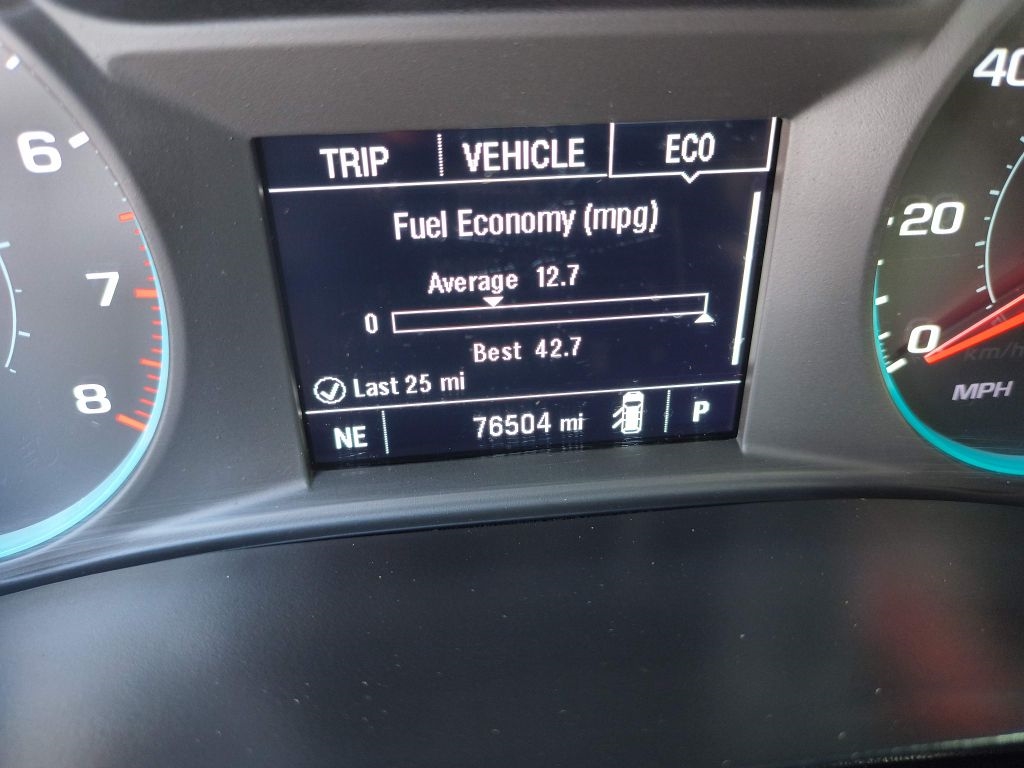 6
7
8
TRIP VEHICLE ECO
Fuel Economy (mpg)
Average 12.7
0
Best 42.7
Last 25 mi
NE 76504 mi P
40
20
0
km/h
MPH